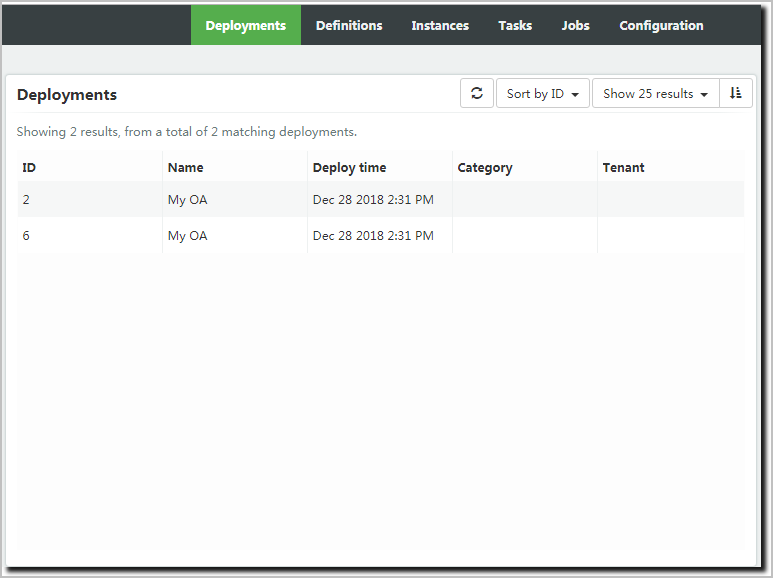 Deployments Definitions Instances Tasks Jobs Configuration
Deployments Sort by ID Show 25 results
Showing 2 results, from a total of 2 matching deployments.
ID Name Deploy time Category Tenant
2 My OA Dec 28 2018 2:31 PM
6 My OA Dec 28 2018 2:31 PM